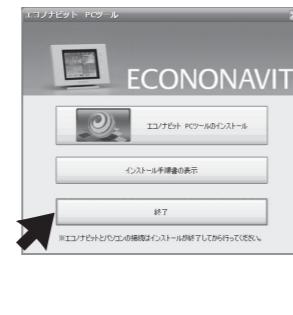 エコノナビット PCツール
ECONONAVIT
エコノナビット PCツールのインストール
インストール手順書の表示
終了
※エコノナビットとパソコンの接続はインストールが終了してから行ってください。